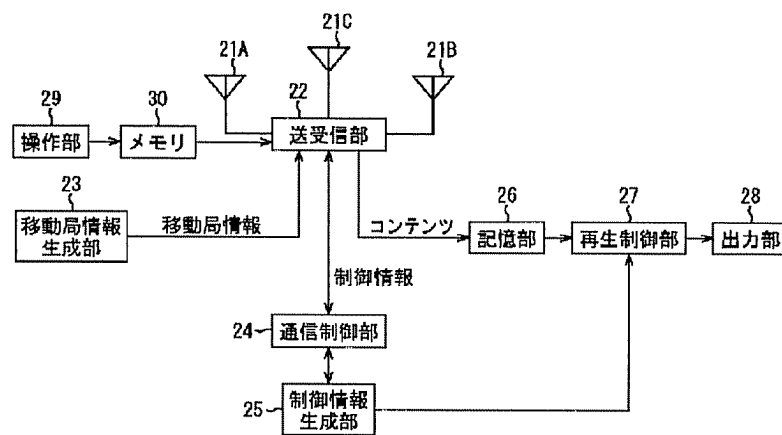 21C
21A
21B
22
送受信部
29
操作部
30
メモリ
23
移動局情報
生成部
移動局情報
コンテンツ
26
記憶部
27
再生制御部
28
出力部
制御情報
24
通信制御部
25
制御情報
生成部